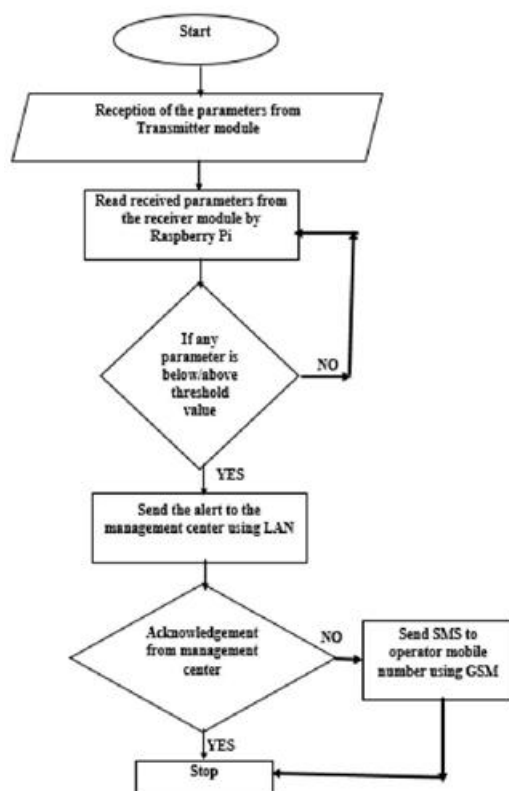 Start
Reception of the parameters from
Transmitter module
Read received parameters from
the receiver module by
Raspberry Pi
If any
parameter is
below/above
threshold
value
NO
YES
Send the alert to the
management center using LAN
Acknowledgement
from management
center
NO
Send SMS to
operator mobile
number using GSM
YES
Stop